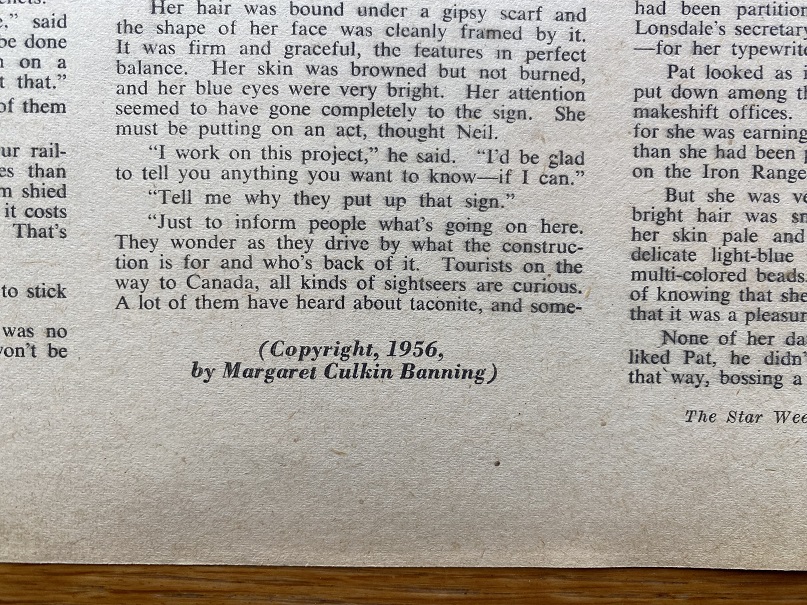 ," said
be done
on a
t that."
of them
ur rail-
es than
m shied
it costs
That's
to stick
was no
von't be
Her hair was bound under a gipsy scarf and
the shape of her face was cleanly framed by it.
It was firm and graceful, the features in perfect
balance. Her skin was browned but not burned,
and her blue eyes were very bright. Her attention
seemed to have gone completely to the sign. She
must be putting on an act, thought Neil.
"I work on this project," he said. "I'd be glad
to tell you anything you want to know—if I can."
"Tell me why they put up that sign."
"Just to inform people what's going on here.
They wonder as they drive by what the construc-
tion is for and who's back of it. Tourists on the
way to Canada, all kinds of sightseers are curious.
A lot of them have heard about taconite, and some-
(Copyright, 1956,
by Margaret Culkin Banning)
had been partition
Lonsdale's secretary
—for her typewrite
Pat looked as i
put down among th
makeshift offices.
for she was earning
than she had been p
on the Iron Range
But she was ve
bright hair was sn
her skin pale and
delicate light-blue
multi-colored beads.
of knowing that she
that it was a pleasur
None of her da
liked Pat, he didn'
that way, bossing a
The Star Wee